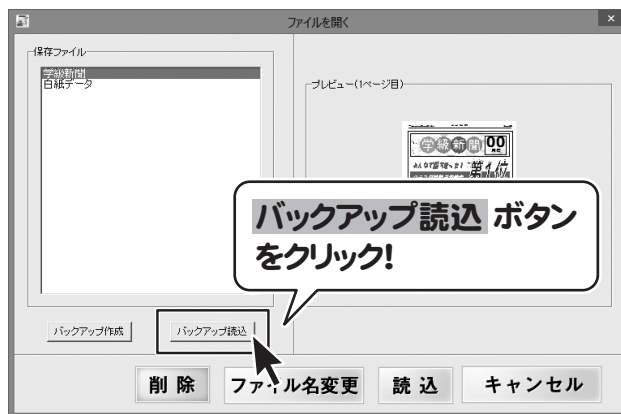 ファイルを開く
保存ファイル
学級新聞
白紙データ
プレビュー(1ページ目)
学級新聞 00
第1位
バックアップ読込 ボタン
をクリック!
バックアップ作成
バックアップ読込
削除
ファイル名変更
読込
キャンセル